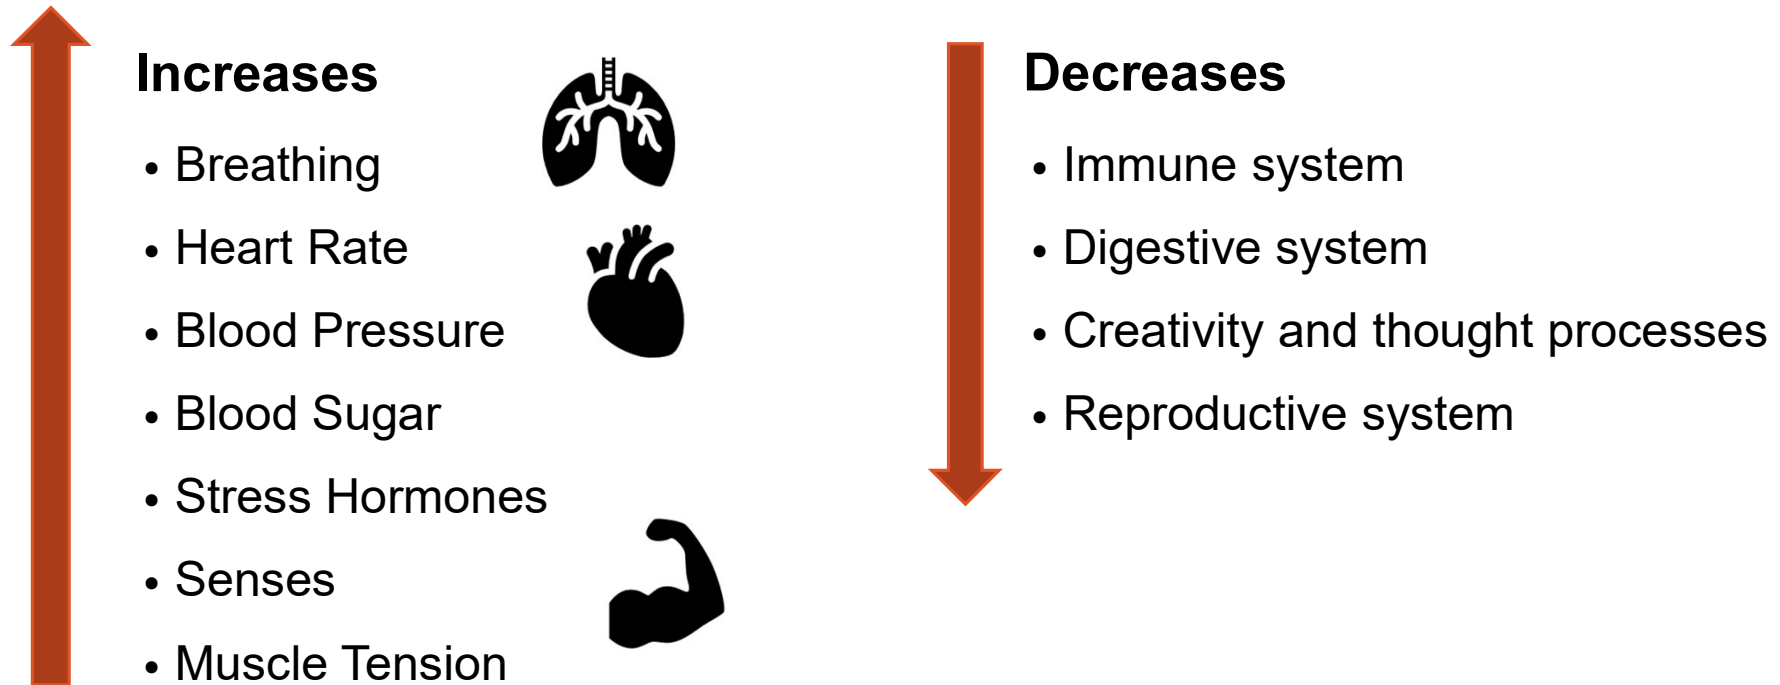 Increases
• Breathing
• Heart Rate
• Blood Pressure
• Blood Sugar
• Stress Hormones
• Senses
• Muscle Tension
Decreases
• Immune system
• Digestive system
• Creativity and thought processes
• Reproductive system